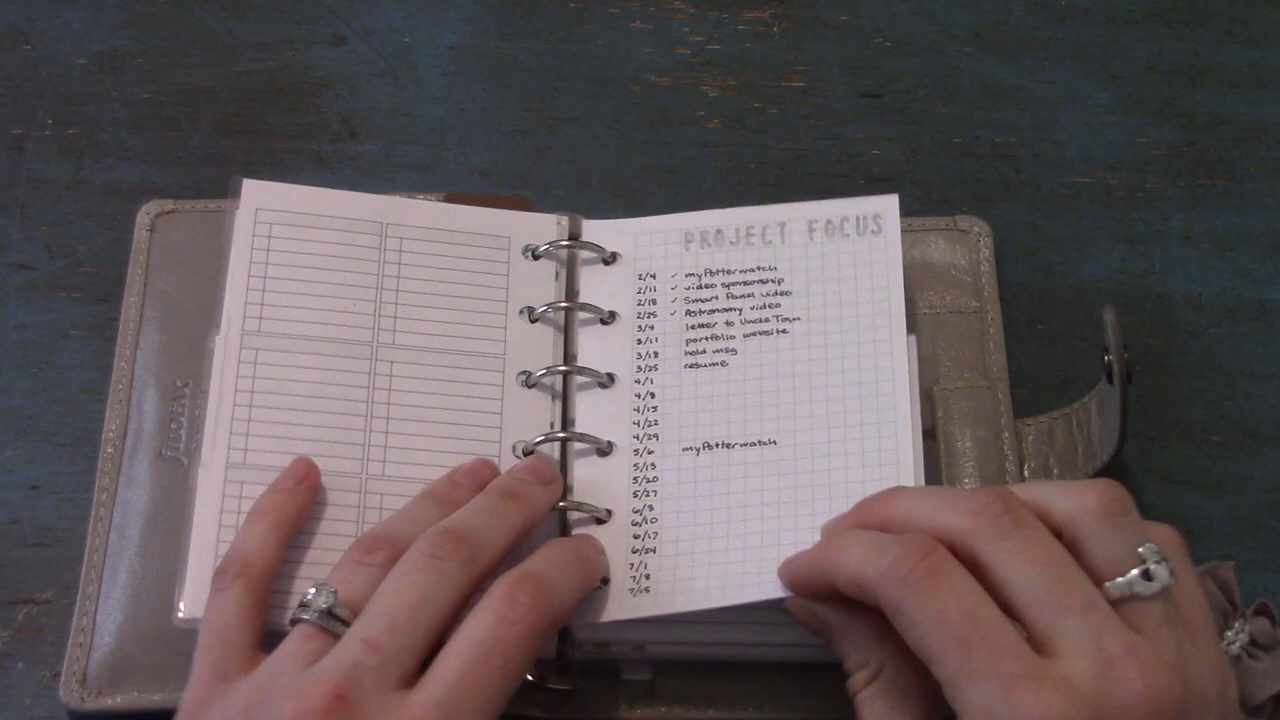 PROJECT FOCUS
2/4 ✓ myPotterwatch
2/11 ✓ video sponsorship
2/18 ✓ Smart Panel video
2/25 ✓ Astronomy video
3/4 letter to Uncle Tom
3/11 portfolio website
3/18 hold msg
3/25 resume
4/1
4/8
4/15
4/22
4/29
5/6 myPotterwatch
5/13
5/20
5/27
6/3
6/10
6/17
6/24
7/1
7/8
7/15